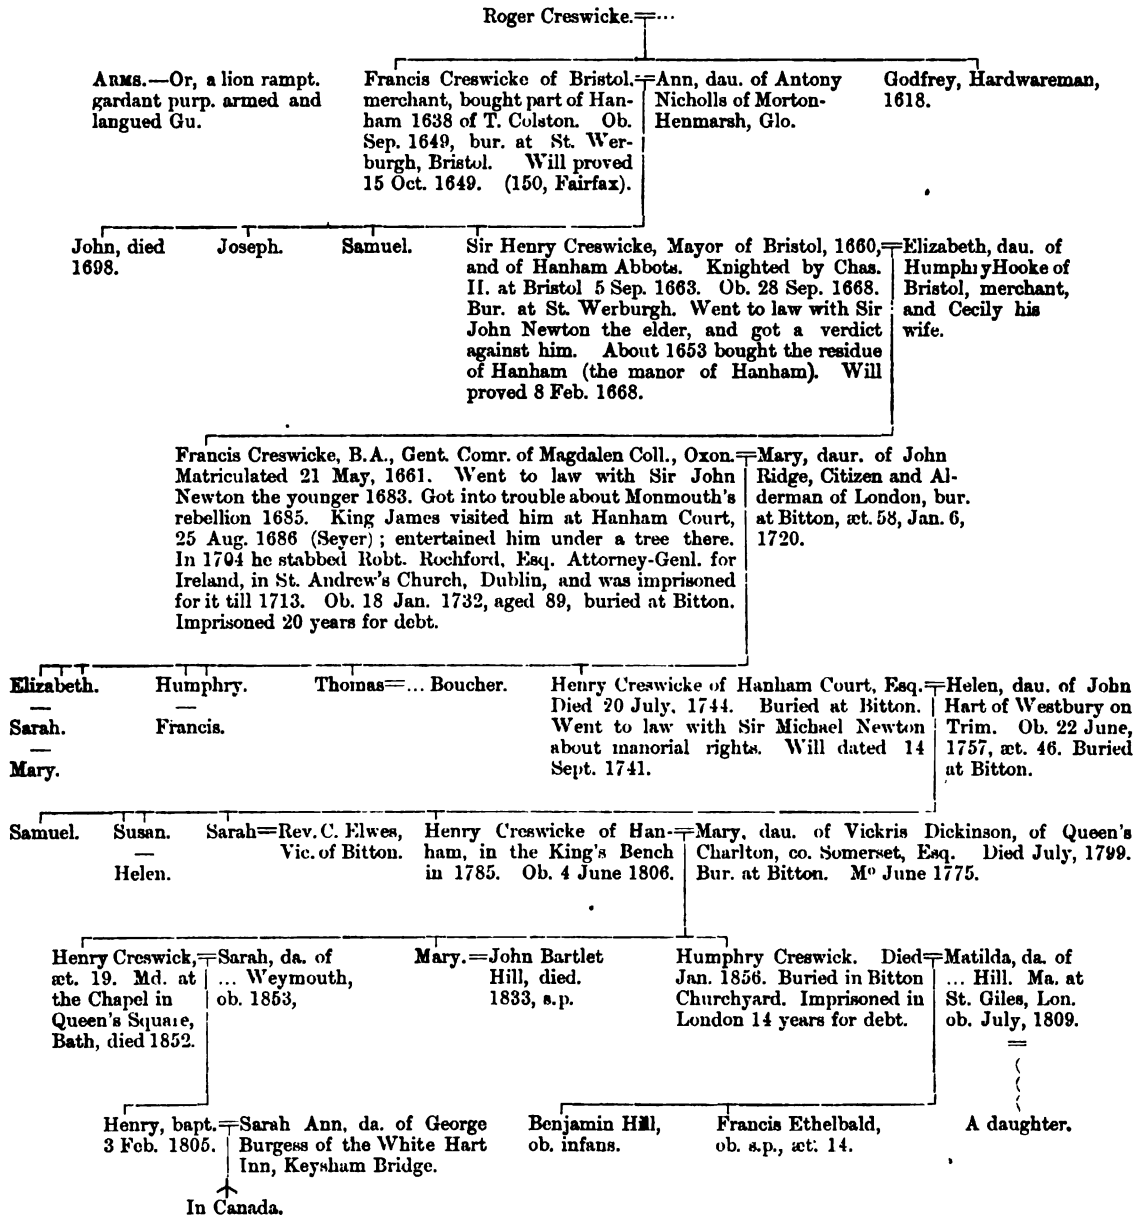 Roger Creswicke.=...
ARMS.—Or, a lion rampt.
gardant purp. armed and
langued Gu.
Francis Creswicke of Bristol.=
merchant, bought part of Han-
ham 1638 of T. Colston. Ob.
Sep. 1649, bur. at St. Wer-
burgh, Bristol. Will proved
15 Oct. 1649. (150, Fairfax).
Ann, dau. of Antony
Nicholls of Morton-
Henmarsh, Glo.
Godfrey, Hardwareman,
1618.
John, died
1698.
Joseph.
Samuel.
Sir Henry Creswicke, Mayor of Bristol, 1660,=
and of Hanham Abbots. Knighted by Chas.
II. at Bristol 5 Sep. 1663. Ob. 28 Sep. 1668.
Bur. at St. Werburgh. Went to law with Sir
John Newton the elder, and got a verdict
against him. About 1653 bought the residue
of Hanham (the manor of Hanham). Will
proved 8 Feb. 1668.
Elizabeth, dau. of
Humphry Hooke of
Bristol, merchant,
and Cecily his
wife.
Francis Creswicke, B.A., Gent. Comr. of Magdalen Coll., Oxon.=
Matriculated 21 May, 1661. Went to law with Sir John
Newton the younger 1683. Got into trouble about Monmouth's
rebellion 1685. King James visited him at Hanham Court,
25 Aug. 1686 (Seyer); entertained him under a tree there.
In 1704 he stabbed Robt. Rochford, Esq. Attorney-Genl. for
Ireland, in St. Andrew's Church, Dublin, and was imprisoned
for it till 1713. Ob. 18 Jan. 1732, aged 89, buried at Bitton.
Imprisoned 20 years for debt.
Mary, daur. of John
Ridge, Citizen and Al-
derman of London, bur.
at Bitton, æt. 58, Jan. 6,
1720.
Elizabeth.
—
Sarah.
—
Mary.
Humphry.
—
Francis.
Thomas=... Boucher.
Henry Creswicke of Hanham Court, Esq.=
Died 20 July, 1744. Buried at Bitton.
Went to law with Sir Michael Newton
about manorial rights. Will dated 14
Sept. 1741.
Helen, dau. of John
Hart of Westbury on
Trim. Ob. 22 June,
1757, æt. 46. Buried
at Bitton.
Samuel.
Susan.
—
Helen.
Sarah=Rev. C. Elwes,
Vic. of Bitton.
Henry Creswicke of Han-=
ham, in the King's Bench
in 1785. Ob. 4 June 1806.
Mary, dau. of Vickris Dickinson, of Queen's
Charlton, co. Somerset, Esq. Died July, 1799.
Bur. at Bitton. Mº June 1775.
Henry Creswick,=
æt. 19. Md. at
the Chapel in
Queen's Square,
Bath, died 1852.
Sarah, da. of
... Weymouth,
ob. 1853,
Mary.=John Bartlet
Hill, died.
1833, s.p.
Humphry Creswick. Died=
Jan. 1856. Buried in Bitton
Churchyard. Imprisoned in
London 14 years for debt.
Matilda, da. of
... Hill. Ma. at
St. Giles, Lon.
ob. July, 1809.
=
Henry, bapt.=
3 Feb. 1805.
Sarah Ann, da. of George
Burgess of the White Hart
Inn, Keysham Bridge.
Benjamin Hill,
ob. infans.
Francis Ethelbald,
ob. s.p., æt. 14.
A daughter.
In Canada.